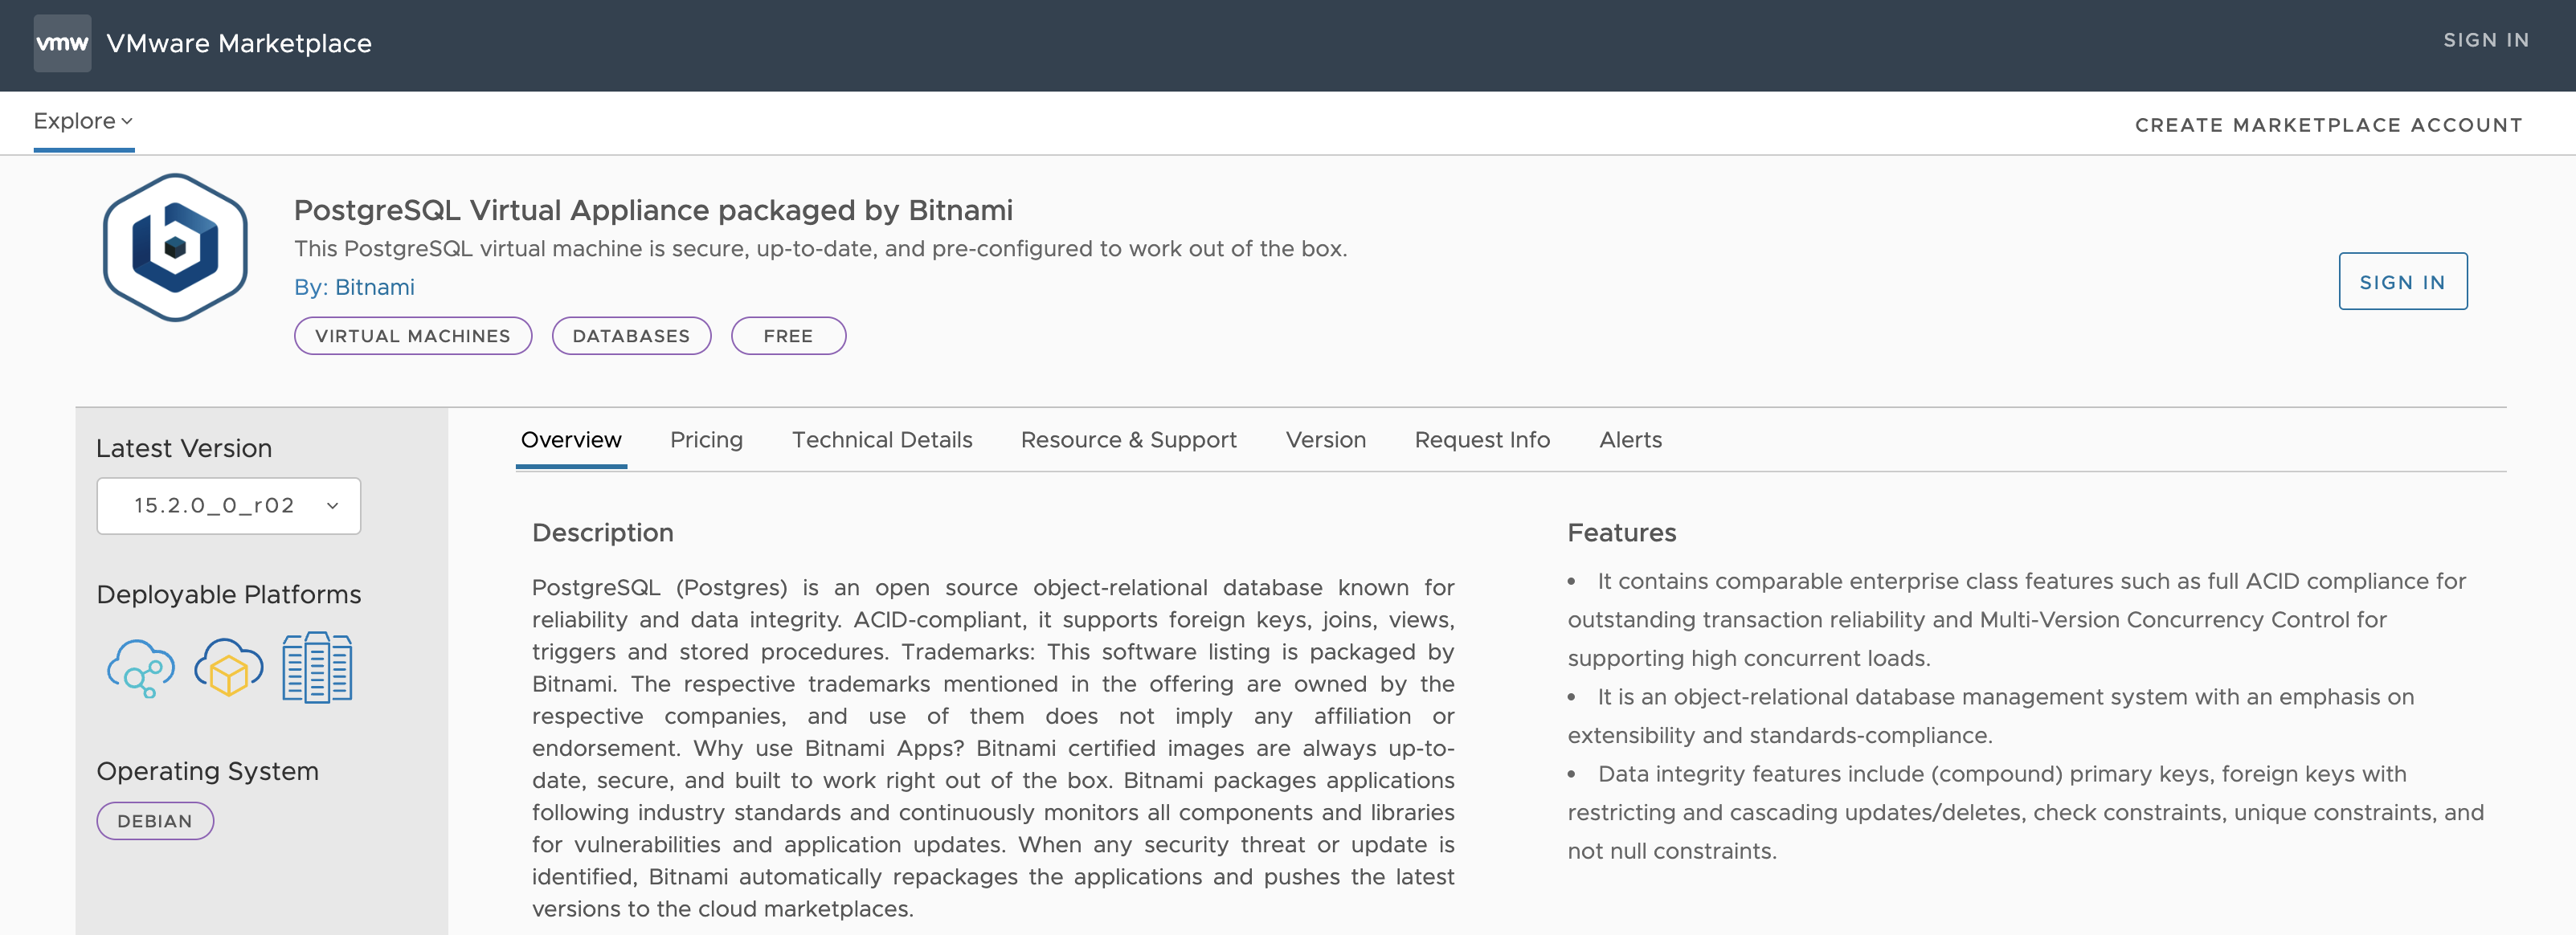 vmw VMware Marketplace
SIGN IN
Explore
CREATE MARKETPLACE ACCOUNT
PostgreSQL Virtual Appliance packaged by Bitnami
This PostgreSQL virtual machine is secure, up-to-date, and pre-configured to work out of the box.
By: Bitnami
SIGN IN
VIRTUAL MACHINES DATABASES FREE
Latest Version
15.2.0_0_r02
Deployable Platforms
Operating System
DEBIAN
Overview Pricing Technical Details Resource & Support Version Request Info Alerts
Description
PostgreSQL (Postgres) is an open source object-relational database known for
reliability and data integrity. ACID-compliant, it supports foreign keys, joins, views,
triggers and stored procedures. Trademarks: This software listing is packaged by
Bitnami. The respective trademarks mentioned in the offering are owned by the
respective companies, and use of them does not imply any affiliation or
endorsement. Why use Bitnami Apps? Bitnami certified images are always up-to-
date, secure, and built to work right out of the box. Bitnami packages applications
following industry standards and continuously monitors all components and libraries
for vulnerabilities and application updates. When any security threat or update is
identified, Bitnami automatically repackages the applications and pushes the latest
versions to the cloud marketplaces.
Features
• It contains comparable enterprise class features such as full ACID compliance for
outstanding transaction reliability and Multi-Version Concurrency Control for
supporting high concurrent loads.
• It is an object-relational database management system with an emphasis on
extensibility and standards-compliance.
• Data integrity features include (compound) primary keys, foreign keys with
restricting and cascading updates/deletes, check constraints, unique constraints, and
not null constraints.